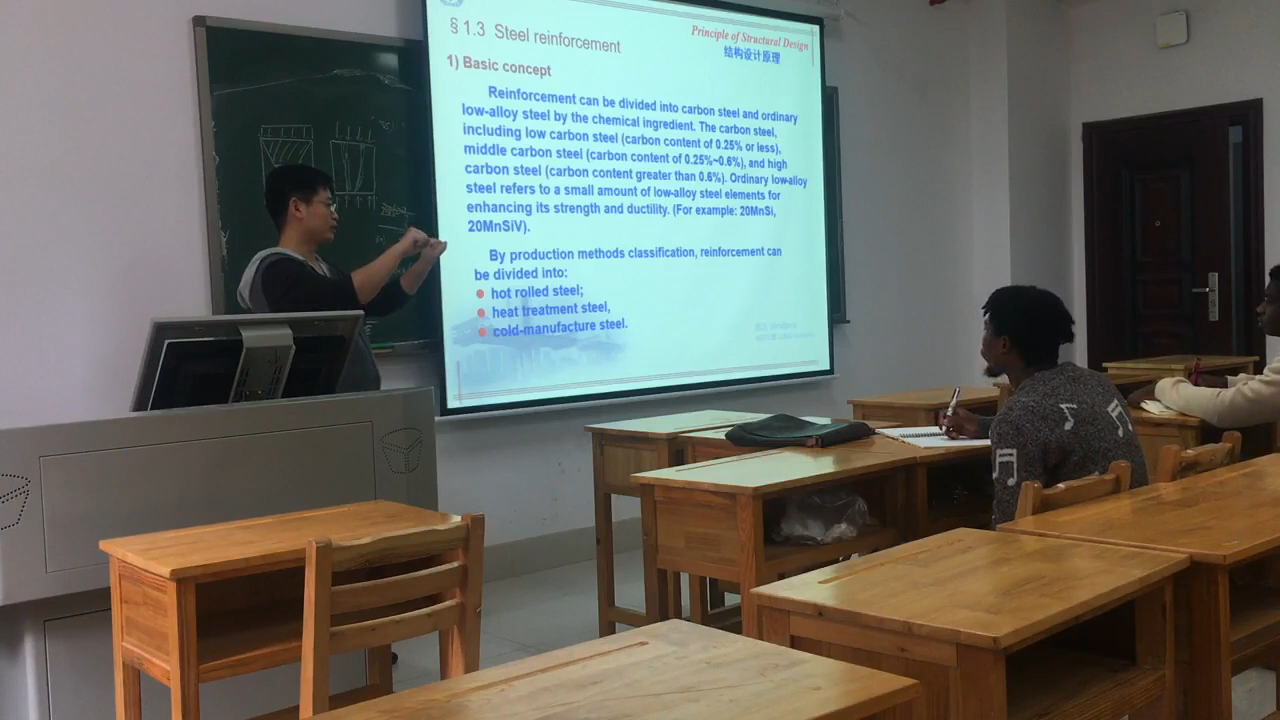 § 1.3 Steel reinforcement
Principle of Structural Design
结构设计原理
1) Basic concept
Reinforcement can be divided into carbon steel and ordinary
low-alloy steel by the chemical ingredient. The carbon steel,
including low carbon steel (carbon content of 0.25% or less),
middle carbon steel (carbon content of 0.25%~0.6%), and high
carbon steel (carbon content greater than 0.6%). Ordinary low-alloy
steel refers to a small amount of low-alloy steel elements for
enhancing its strength and ductility. (For example: 20MnSi,
20MnSiV).
By production methods classification, reinforcement can
be divided into:
hot rolled steel;
heat treatment steel,
cold-manufacture steel.